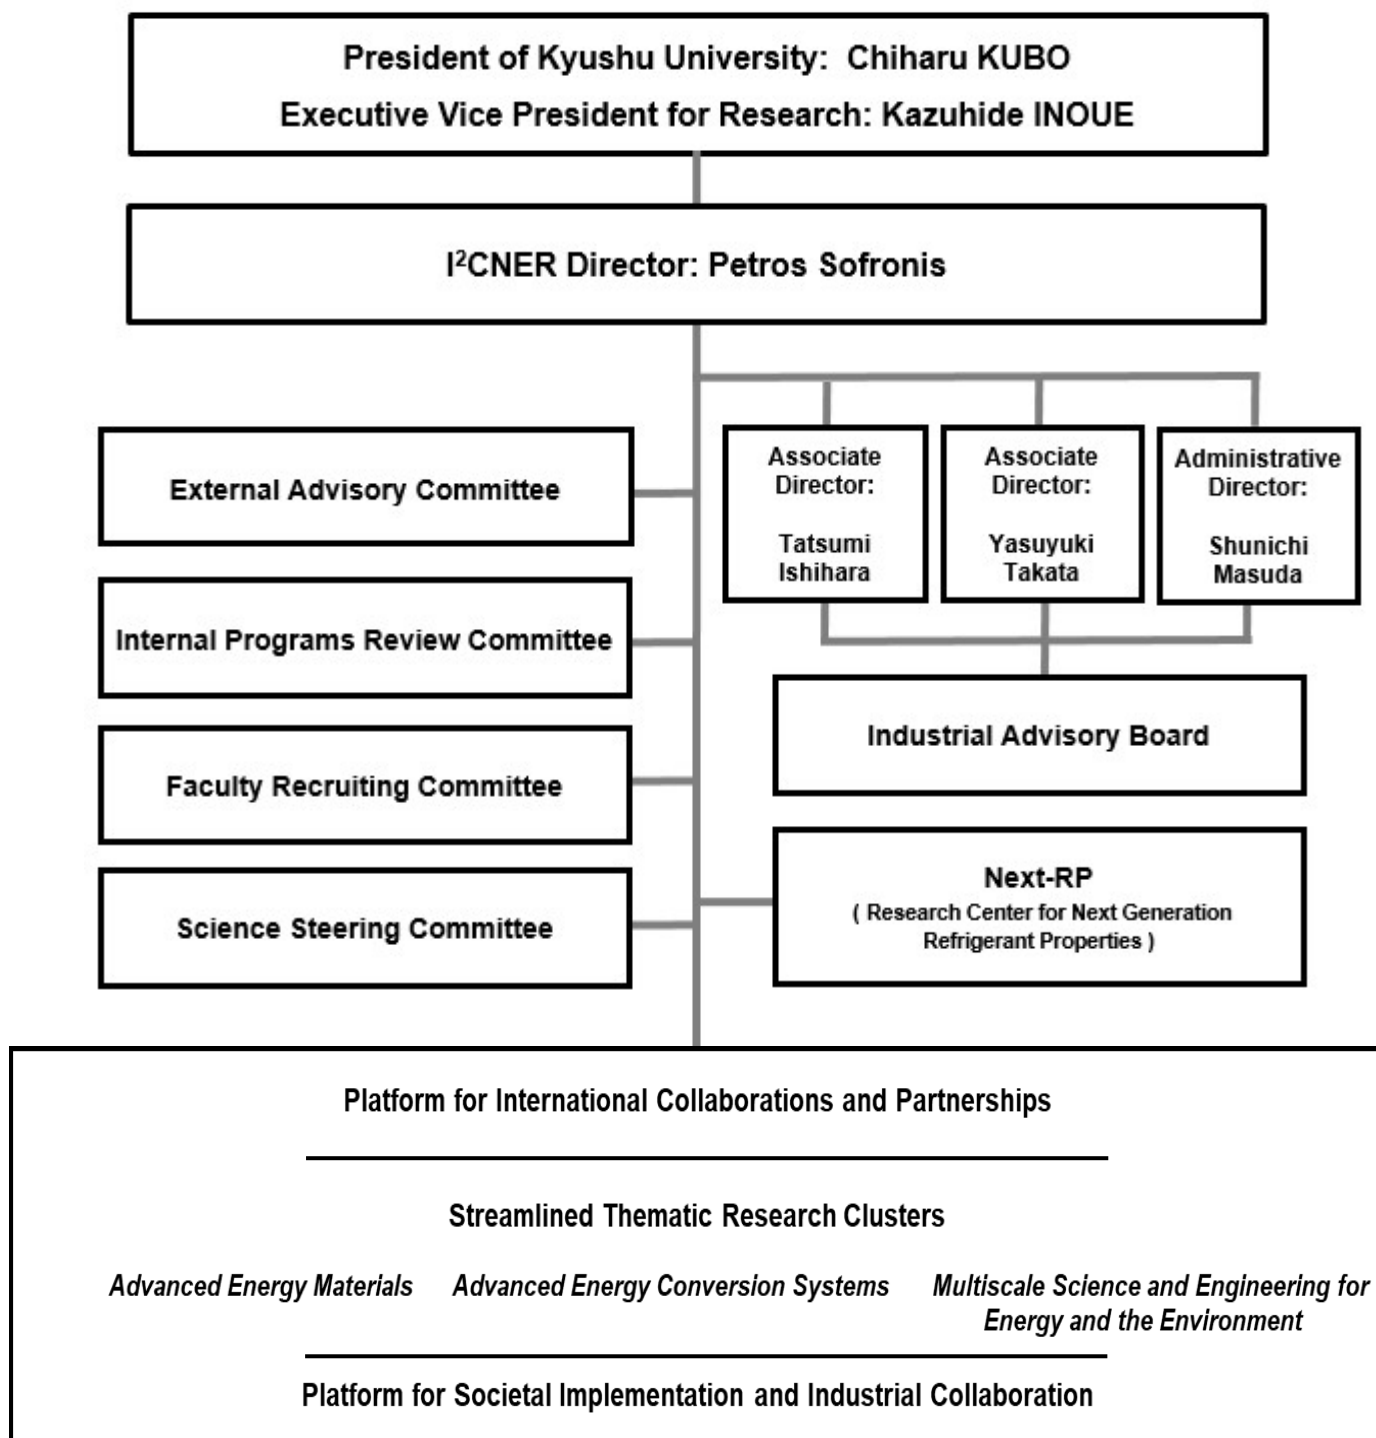 President of Kyushu University: Chiharu KUBO
Executive Vice President for Research: Kazuhide INOUE
I²CNER Director: Petros Sofronis
External Advisory Committee
Internal Programs Review Committee
Faculty Recruiting Committee
Science Steering Committee
Associate
Director:
Tatsumi
Ishihara
Associate
Director:
Yasuyuki
Takata
Administrative
Director:
Shunichi
Masuda
Industrial Advisory Board
Next-RP
( Research Center for Next Generation
Refrigerant Properties )
Platform for International Collaborations and Partnerships
Streamlined Thematic Research Clusters
Advanced Energy Materials
Advanced Energy Conversion Systems
Multiscale Science and Engineering for
Energy and the Environment
Platform for Societal Implementation and Industrial Collaboration